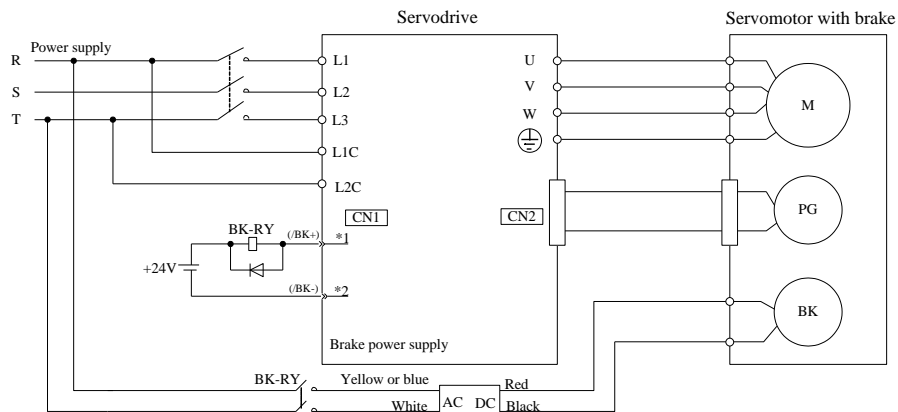 Servodrive
Servomotor with brake
Power supply
R
L1
U
S
L2
V
M
T
L3
W
L1C
L2C
CN1
CN2
PG
BK-RY
(/BK+)
*1
+24V
(/BK-)
*2
BK
Brake power supply
BK-RY
Yellow or blue
Red
White
AC
DC
Black